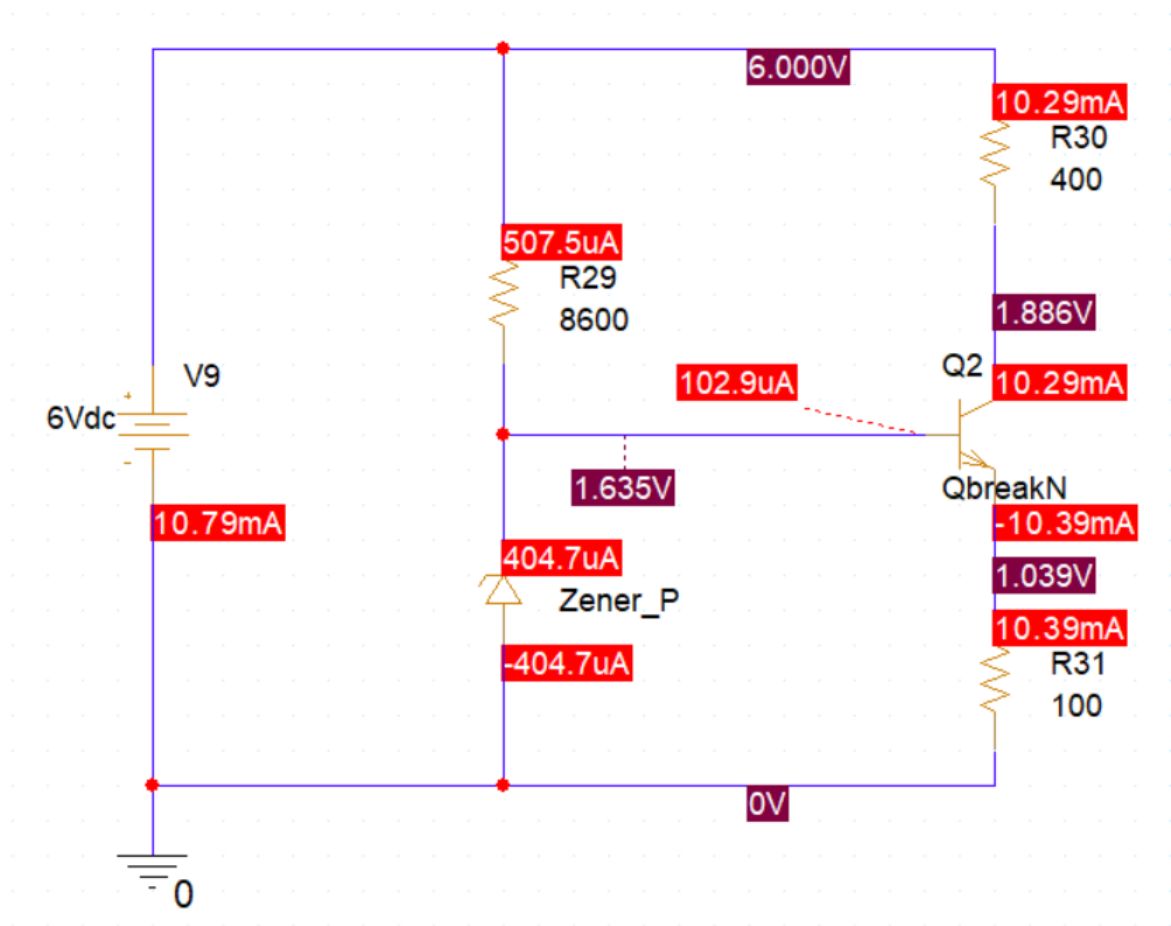 6.000V
10.29mA
R30
400
507.5uA
R29
8600
1.886V
V9
6Vdc
Q2
10.29mA
102.9uA
1.635V
QbreakN
10.79mA
-10.39mA
404.7uA
1.039V
Zener_P
10.39mA
-404.7uA
R31
100
0V
0